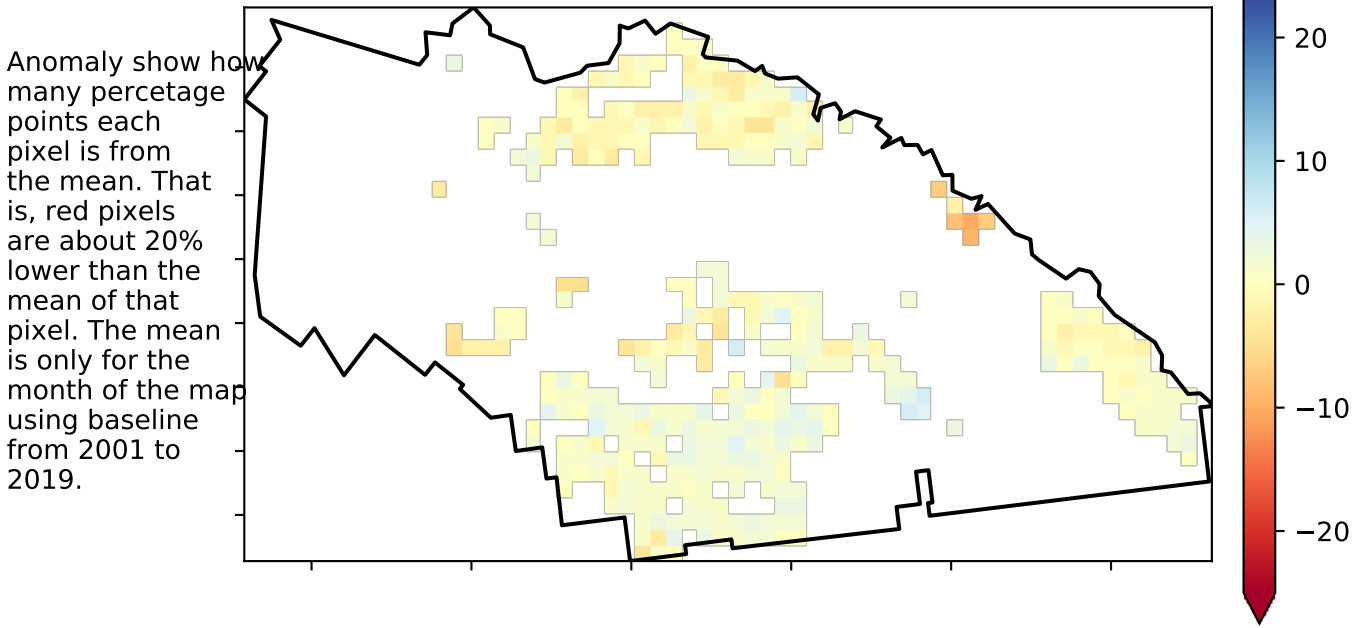 Anomaly show how
many percetage
points each
pixel is from
the mean. That
is, red pixels
are about 20%
lower than the
mean of that
pixel. The mean
is only for the
month of the map
using baseline
from 2001 to
2019.
20
10
0
−10
−20